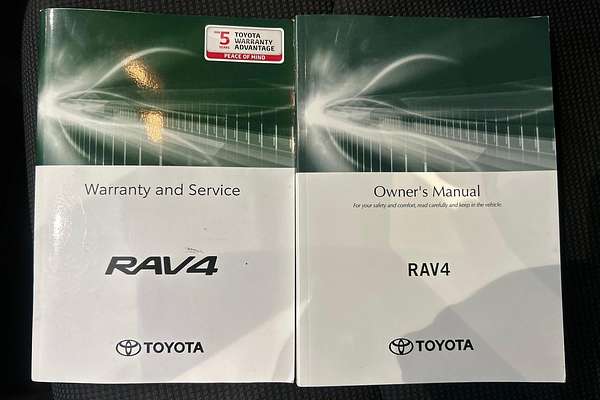 5
YEARS
TOYOTA
WARRANTY
ADVANTAGE
PEACE OF MIND
Warranty and Service
RAV4
TOYOTA
Owner's Manual
For your safety and comfort, read carefully and keep in the vehicle.
RAV4
TOYOTA